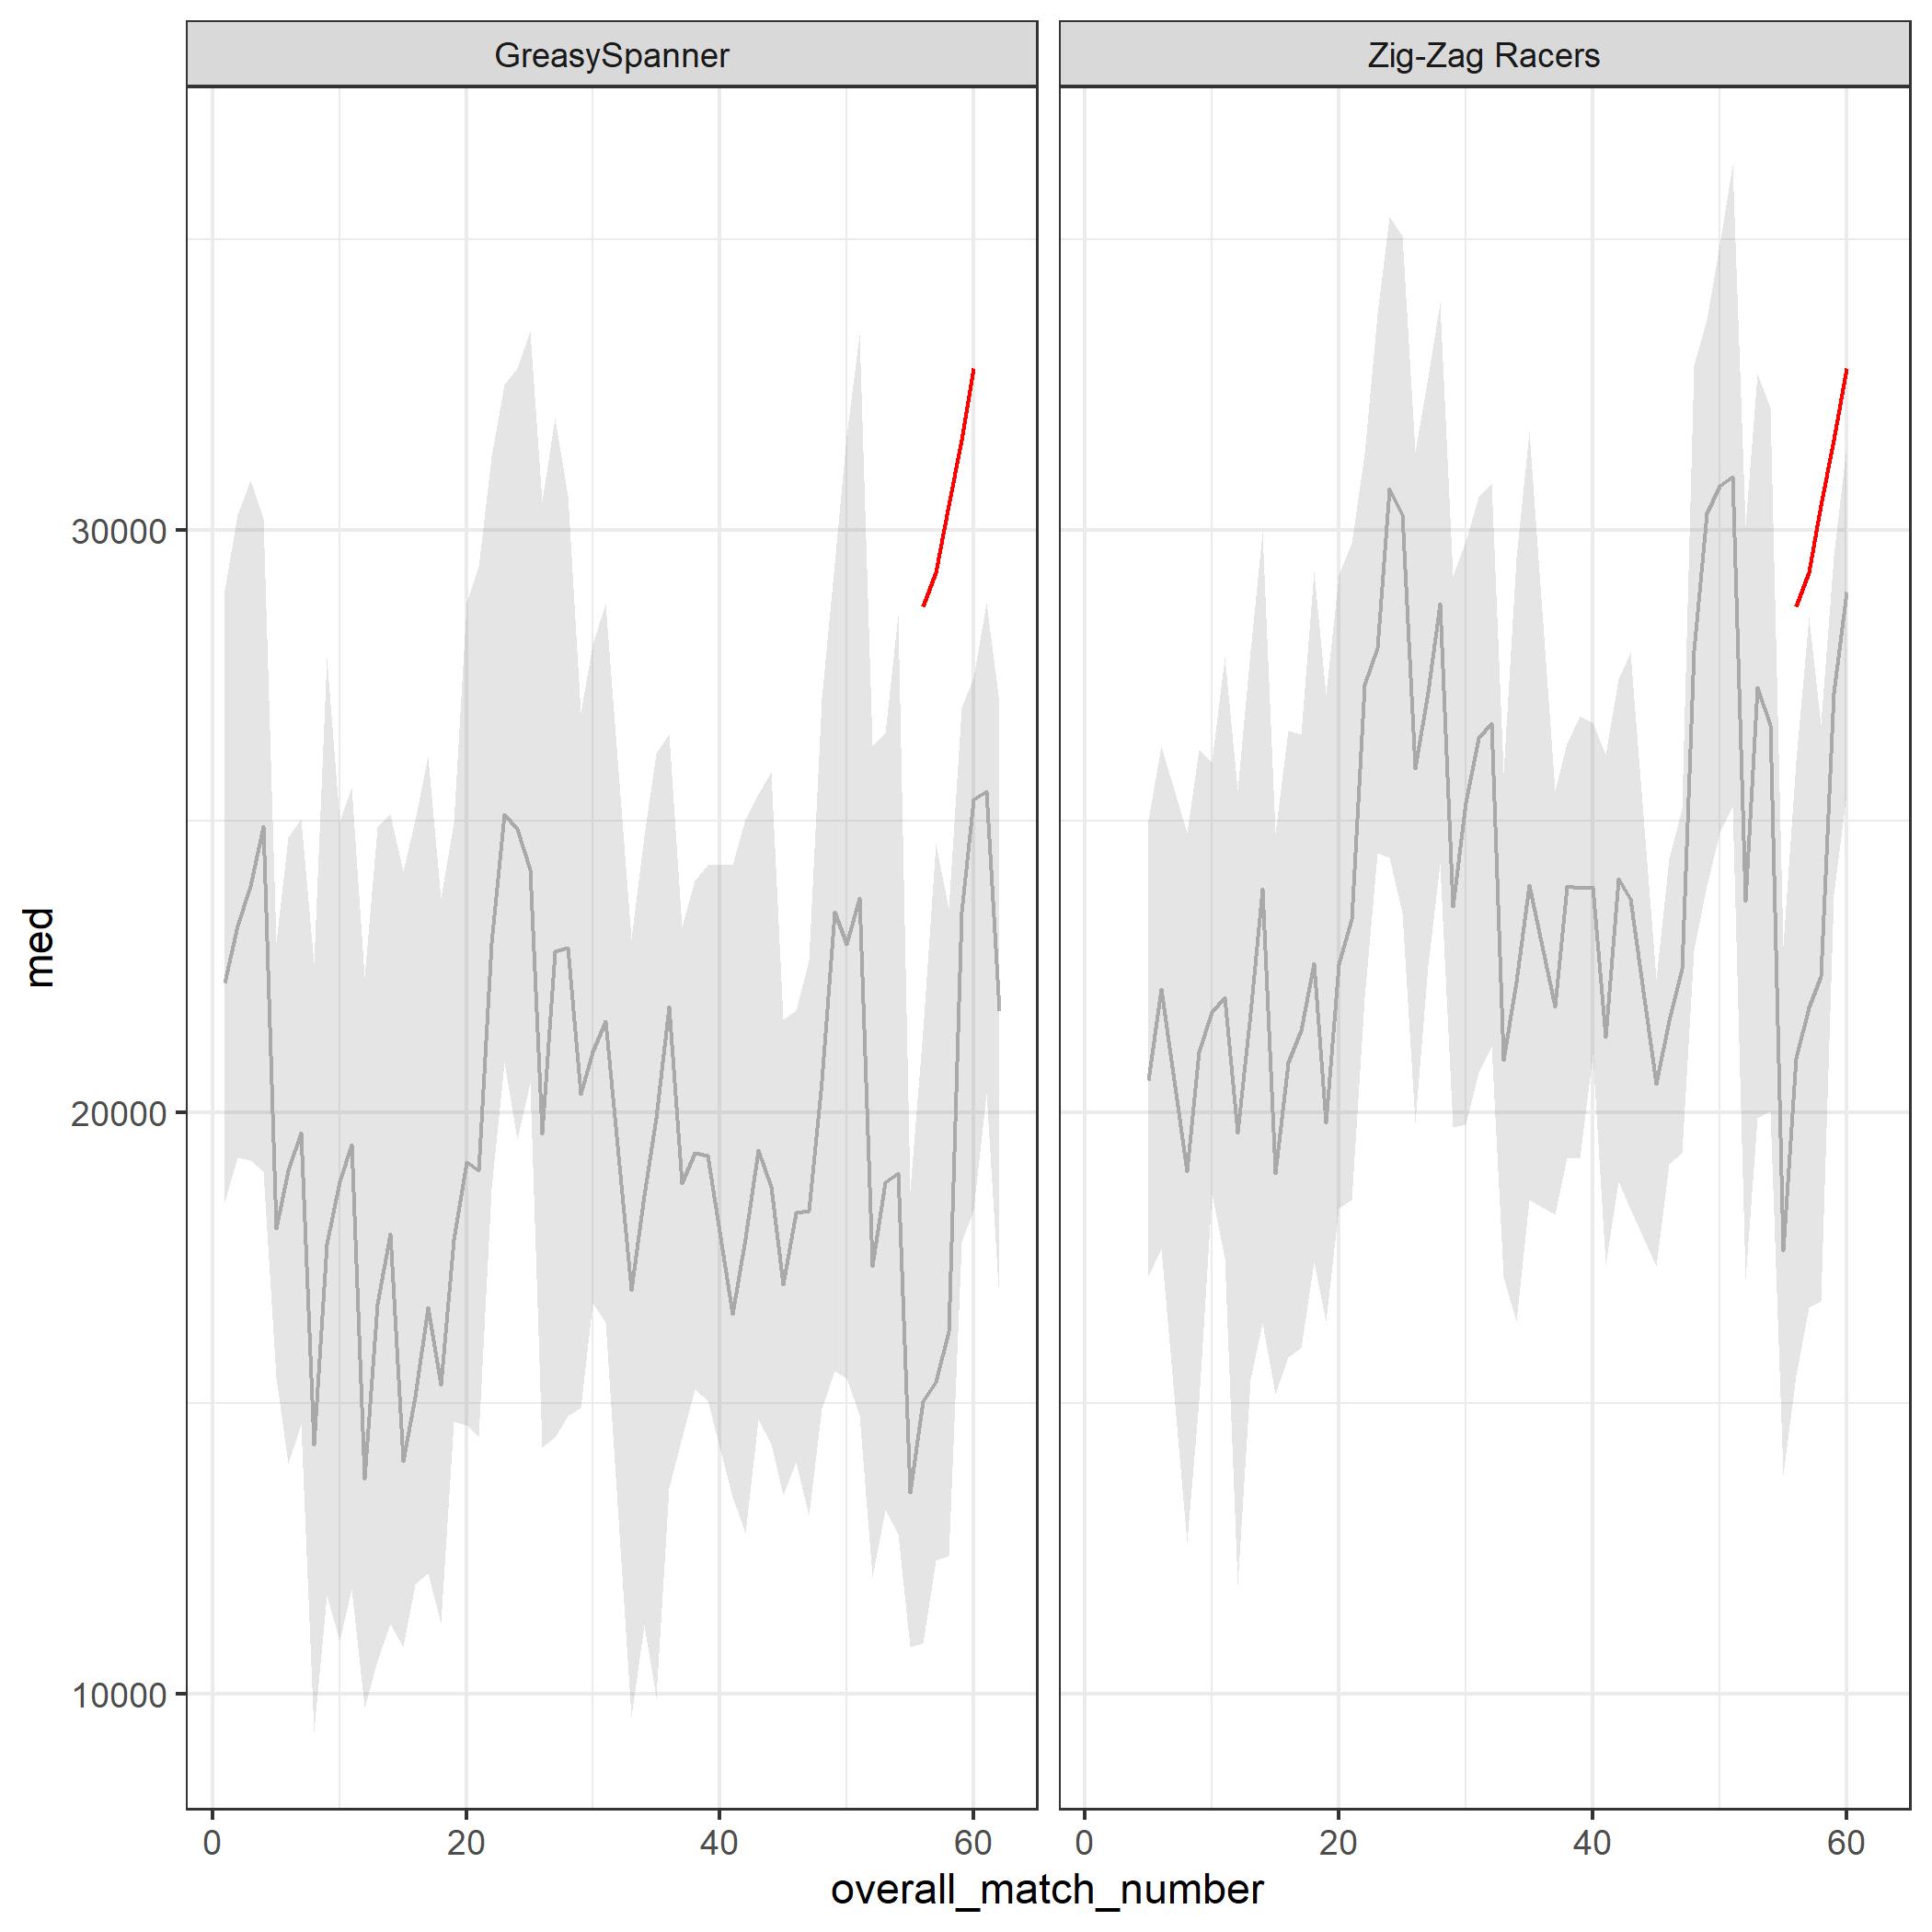 GreasySpanner Zig-Zag Racers
30000
20000
10000
med
0 20 40 60 0 20 40 60
overall_match_number